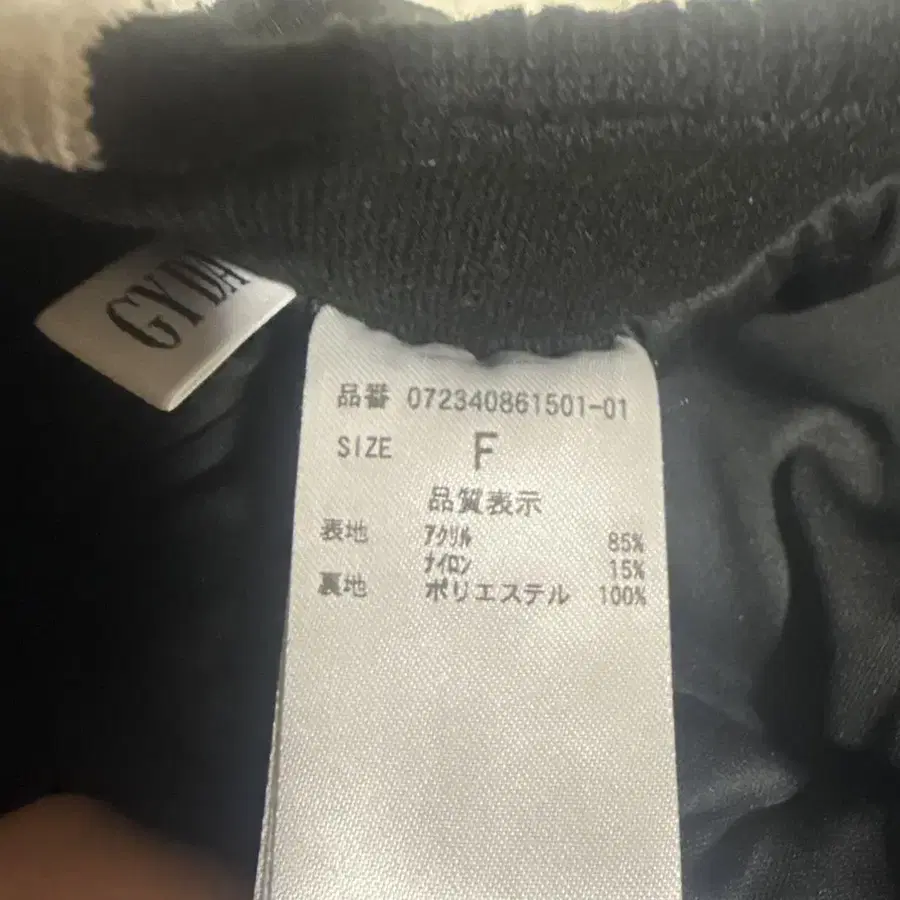 GYDA
品番 072340861501-01
SIZE F
品質表示
表地 アクリル 85%
ナイロン 15%
裏地 ポリエステル 100%